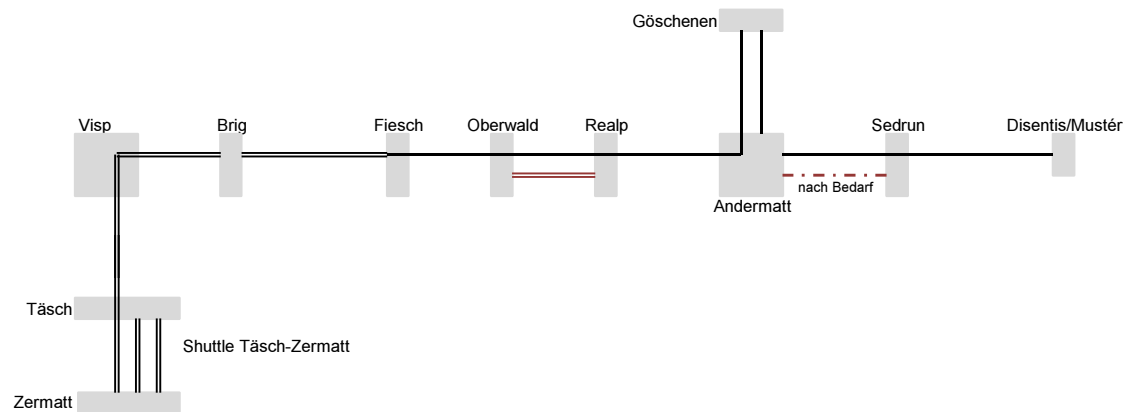 Göschenen
Visp
Brig
Fiesch
Oberwald
Realp
Sedrun
Disentis/Mustér
nach Bedarf
Andermatt
Täsch
Shuttle Täsch-Zermatt
Zermatt